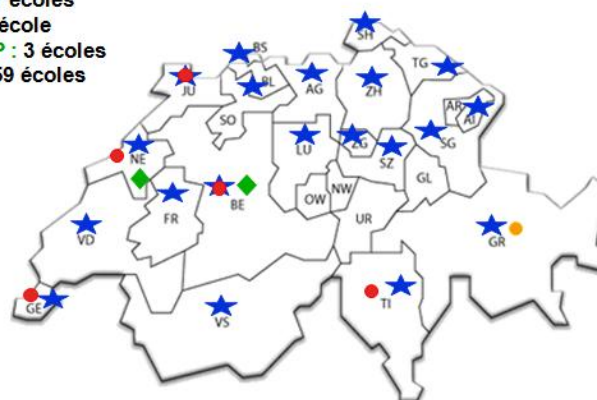 écoles
école
: 3 écoles
59 écoles
SH
BS
TG
JU
BL
AG
ZH
AR
AI
SO
NE
LU
ZG
SZ
SG
GL
BE
OW
NW
FR
UR
VD
GR
GE
TI
VS